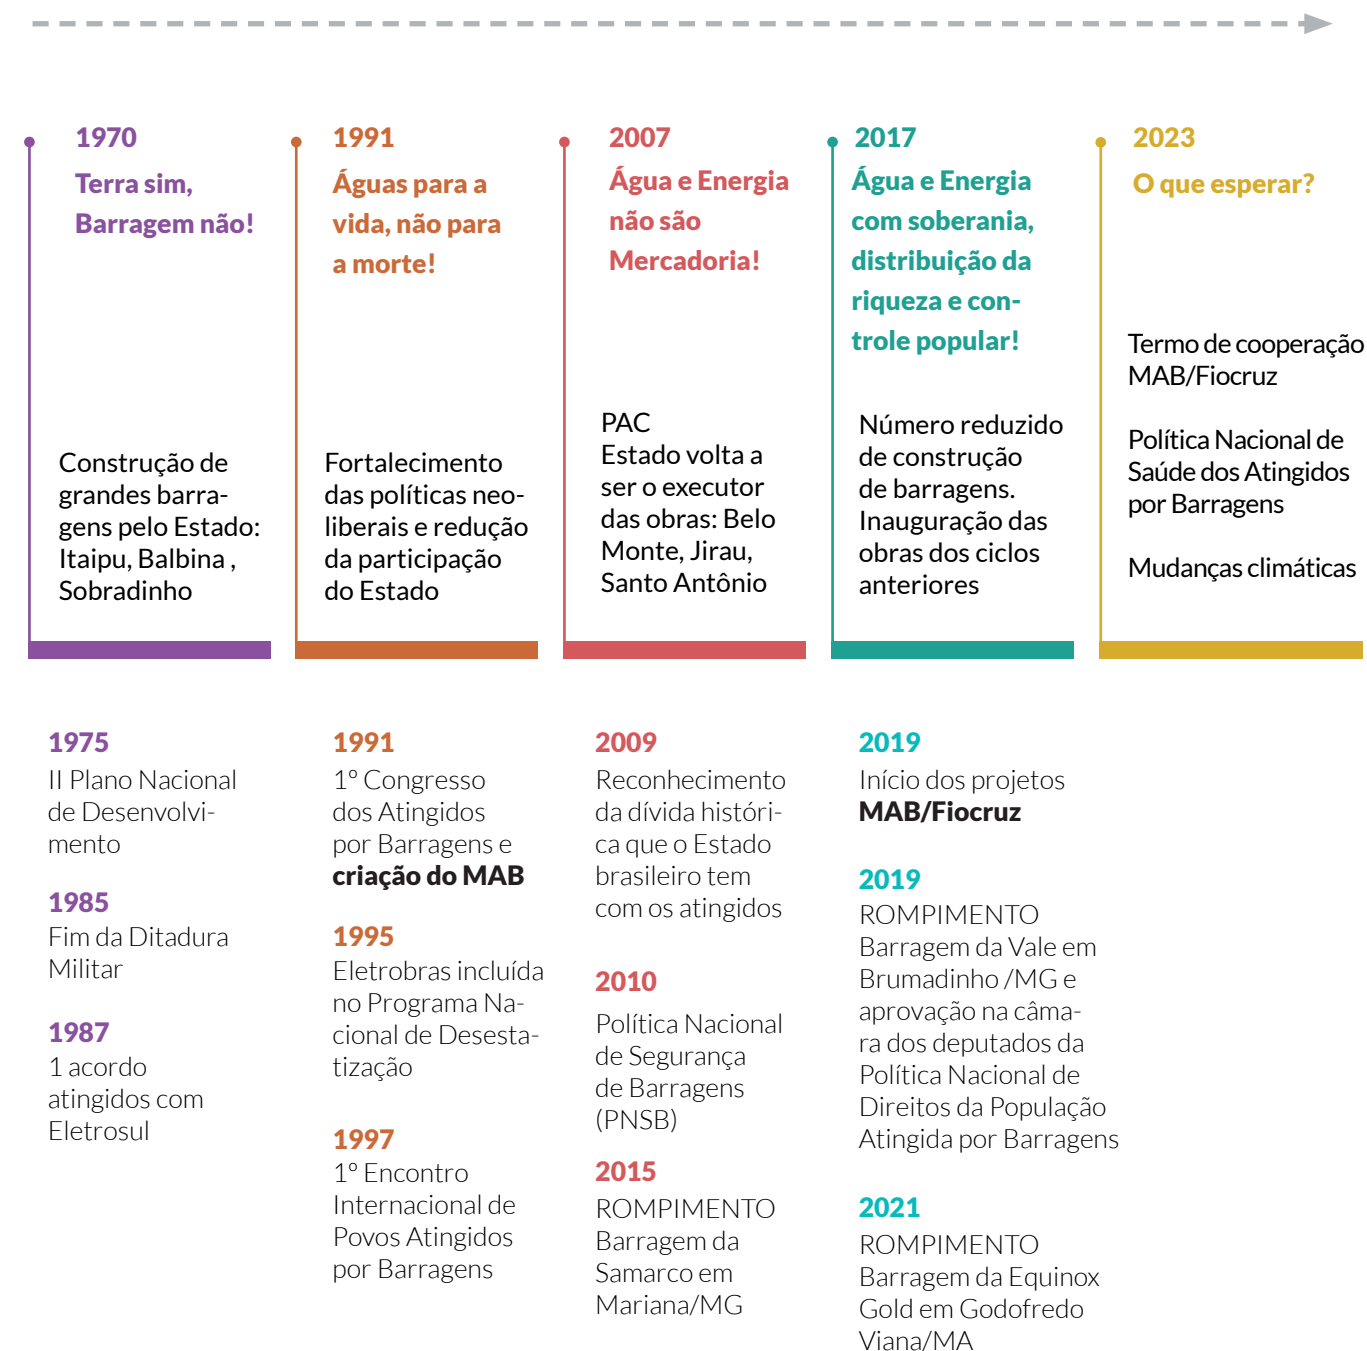 1970
Terra sim,
Barragem não!
Construção de
grandes barra-
gens pelo Estado:
Itaipu, Balbina ,
Sobradinho
1991
Águas para a
vida, não para
a morte!
Fortalecimento
das políticas neo-
liberais e redução
da participação
do Estado
2007
Água e Energia
não são
Mercadoria!
PAC
Estado volta a
ser o executor
das obras: Belo
Monte, Jirau,
Santo Antônio
2017
Água e Energia
com soberania,
distribuição da
riqueza e con-
trole popular!
Número reduzido
de construção
de barragens.
Inauguração das
obras dos ciclos
anteriores
2023
O que esperar?
Termo de cooperação
MAB/Fiocruz
Política Nacional de
Saúde dos Atingidos
por Barragens
Mudanças climáticas
1975
II Plano Nacional
de Desenvolvi-
mento
1985
Fim da Ditadura
Militar
1987
1 acordo
atingidos com
Eletrosul
1991
1º Congresso
dos Atingidos
por Barragens e
criação do MAB
1995
Eletrobras incluída
no Programa Na-
cional de Desesta-
tização
1997
1º Encontro
Internacional de
Povos Atingidos
por Barragens
2009
Reconhecimento
da dívida históri-
ca que o Estado
brasileiro tem
com os atingidos
2010
Política Nacional
de Segurança
de Barragens
(PNSB)
2015
ROMPIMENTO
Barragem da
Samarco em
Mariana/MG
2019
Início dos projetos
MAB/Fiocruz
2019
ROMPIMENTO
Barragem da Vale em
Brumadinho /MG e
aprovação na câma-
ra dos deputados da
Política Nacional de
Direitos da População
Atingida por Barragens
2021
ROMPIMENTO
Barragem da Equinox
Gold em Godofredo
Viana/MA